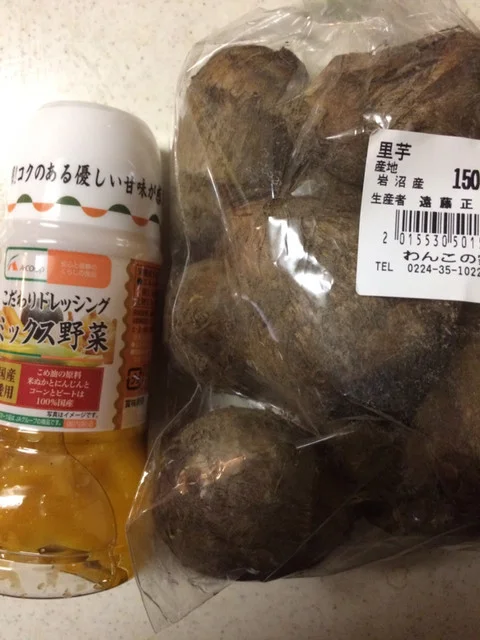 コクのある優しい甘味が
A-COOP
こだわりドレッシング
ミックス野菜
国産
使用
こめ油の原料
米ぬかとにんじんと
コーンとビートは
100%国産
写真はイメージです。
里芋
産地
岩沼産
150
生産者 遠藤 正
2 015530 501
わんこの
TEL 0224-35-1022